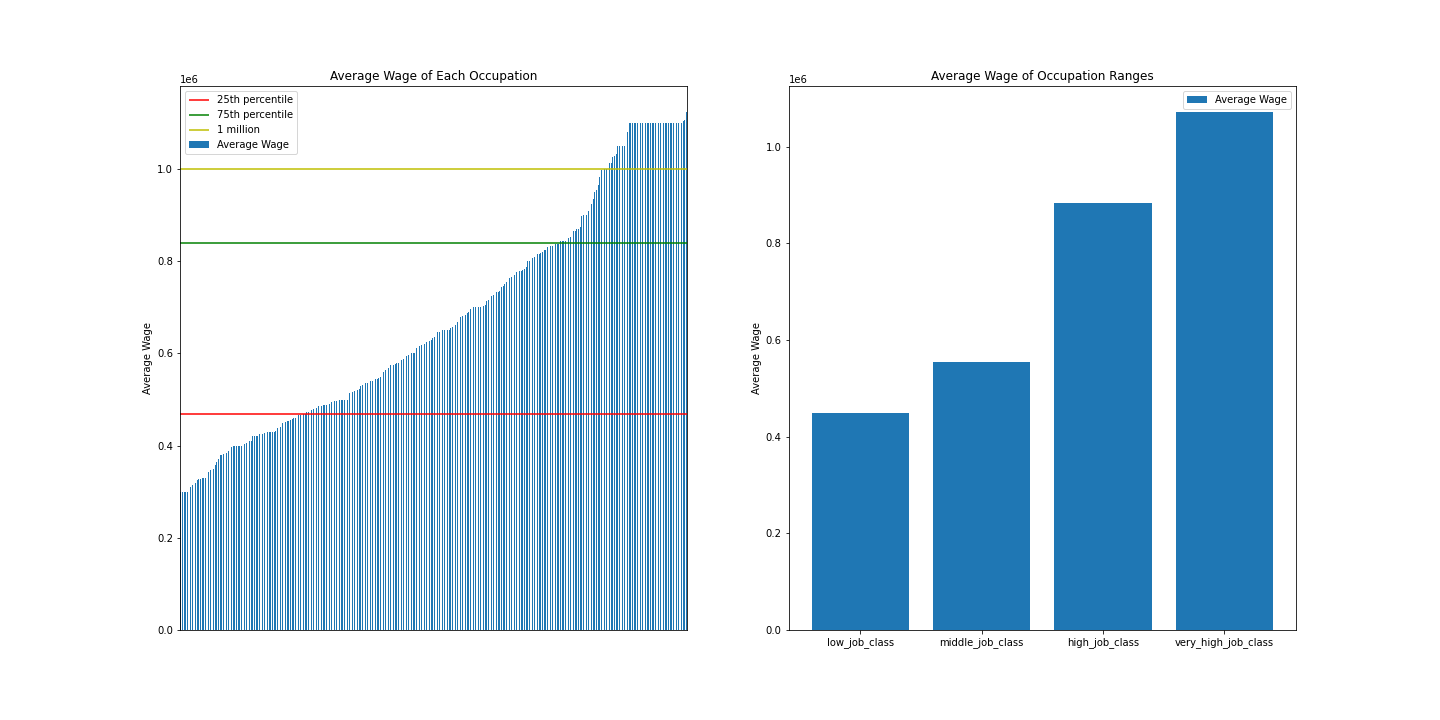 Average Wage of Each Occupation
1e6
25th percentile
75th percentile
1 million
Average Wage
1.0
0.8
0.6
0.4
0.2
0.0
Average Wage
Average Wage of Occupation Ranges
1e6
Average Wage
1.0
0.8
0.6
0.4
0.2
0.0
Average Wage
low_job_class middle_job_class high_job_class very_high_job_class